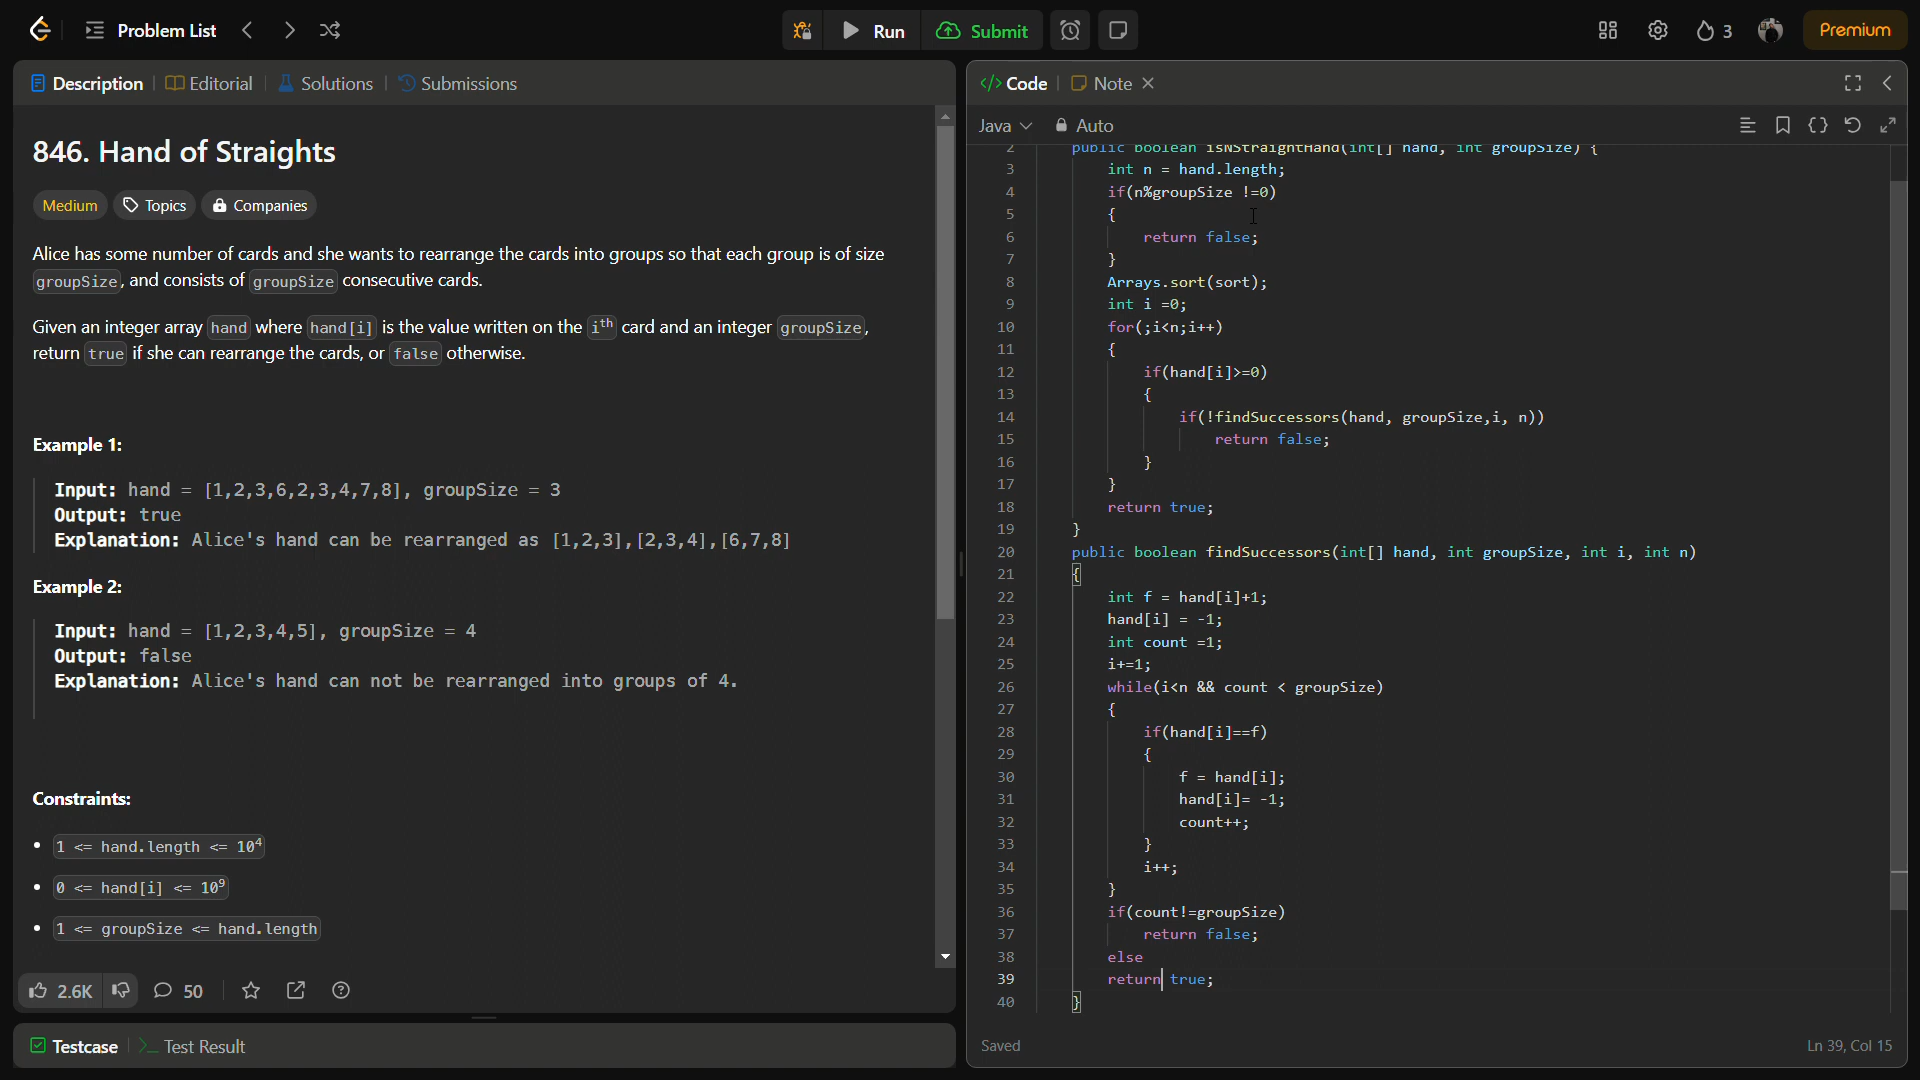 Problem List
Run
Submit
3
Premium
Description
Editorial
Solutions
Submissions
846. Hand of Straights
Medium
Topics
Companies
Alice has some number of cards and she wants to rearrange the cards into groups so that each group is of size
groupSize, and consists of groupSize consecutive cards.
Given an integer array hand where hand[i] is the value written on the ith card and an integer groupSize,
return true if she can rearrange the cards, or false otherwise.
Example 1:
Input: hand = [1,2,3,6,2,3,4,7,8], groupSize = 3
Output: true
Explanation: Alice's hand can be rearranged as [1,2,3],[2,3,4],[6,7,8]
Example 2:
Input: hand = [1,2,3,4,5], groupSize = 4
Output: false
Explanation: Alice's hand can not be rearranged into groups of 4.
Constraints:
• 1 <= hand.length <= 10^4
• 0 <= hand[i] <= 10^9
• 1 <= groupSize <= hand.length
2.6K
50
Testcase
Test Result
</> Code
Note
Java
Auto
2 public boolean isNStraightHand(int[] hand, int groupSize) {
3 int n = hand.length;
4 if(n%groupSize !=0)
5 {
6 return false;
7 }
8 Arrays.sort(sort);
9 int i =0;
10 for(;i<n;i++)
11 {
12 if(hand[i]>=0)
13 {
14 if(!findSuccessors(hand, groupSize,i, n))
15 return false;
16 }
17 }
18 return true;
19 }
20 public boolean findSuccessors(int[] hand, int groupSize, int i, int n)
21 {
22 int f = hand[i]+1;
23 hand[i] = -1;
24 int count =1;
25 i+=1;
26 while(i<n && count < groupSize)
27 {
28 if(hand[i]==f)
29 {
30 f = hand[i];
31 hand[i]= -1;
32 count++;
33 }
34 i++;
35 }
36 if(count!=groupSize)
37 return false;
38 else
39 return true;
40 }
Saved
Ln 39, Col 15